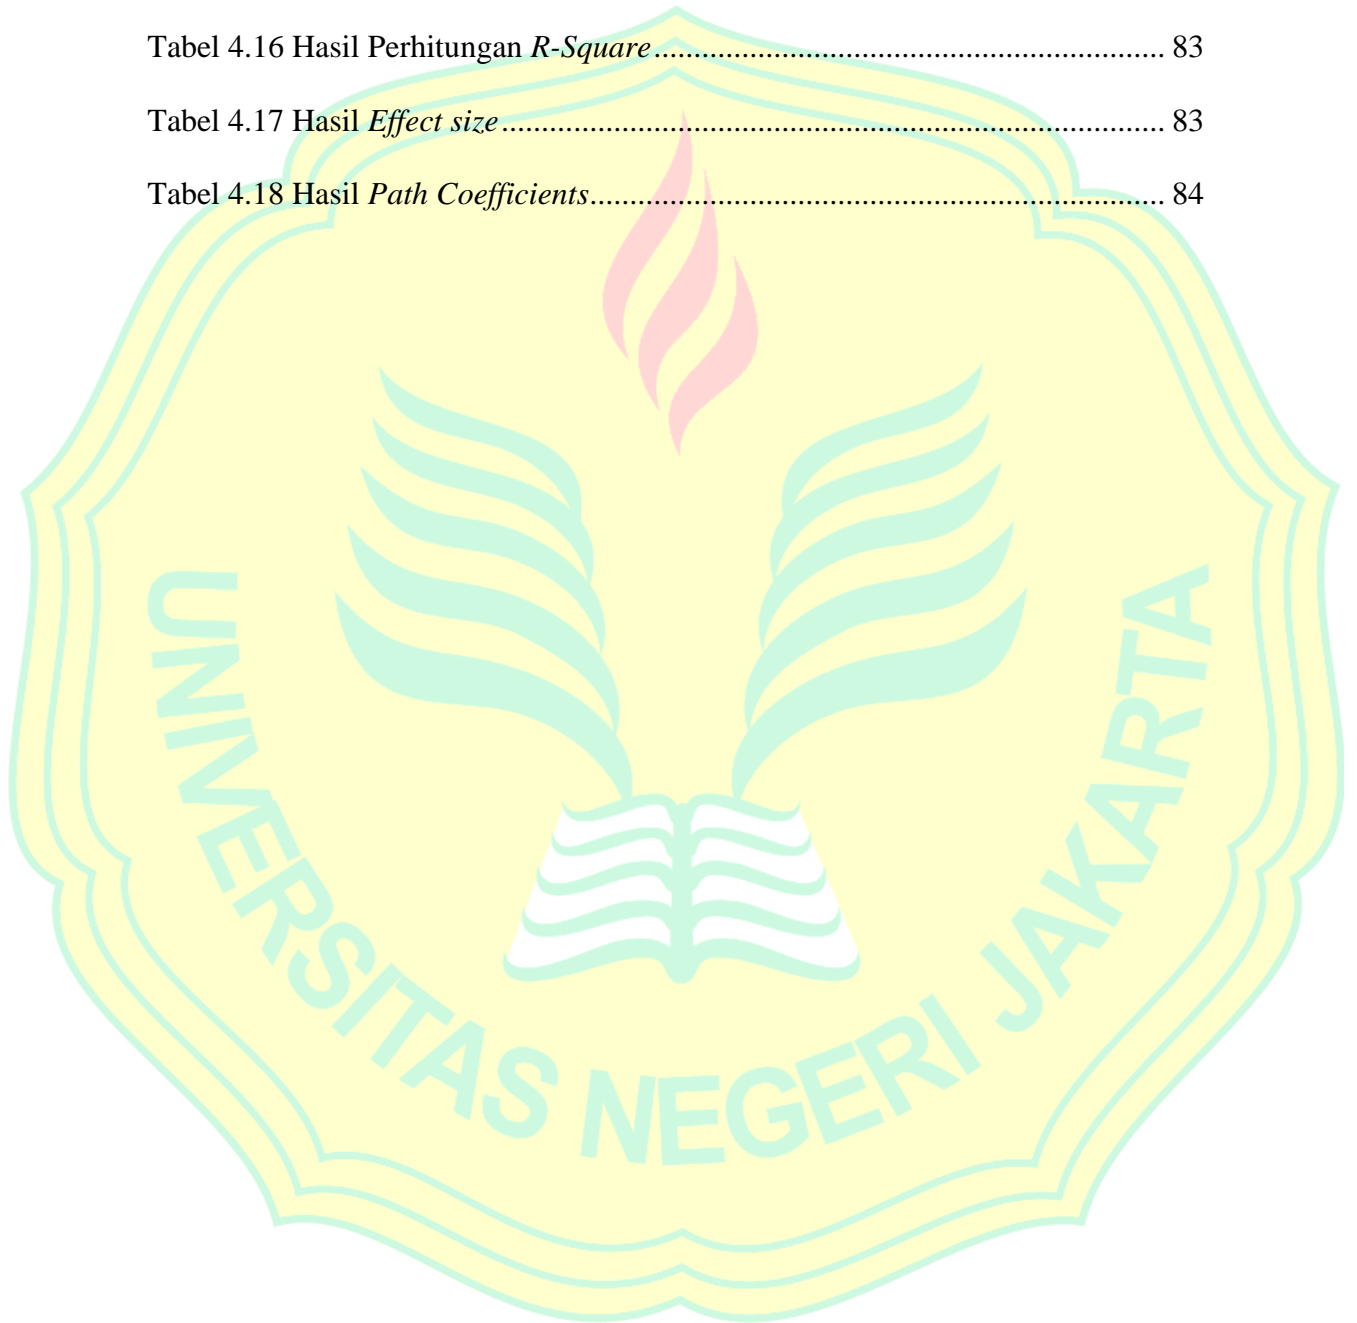 Tabel 4.16 Hasil Perhitungan R-Square................................................................ 83
Tabel 4.17 Hasil Effect size................................................................................... 83
Tabel 4.18 Hasil Path Coefficients........................................................................ 84
UNIVERSITAS NEGERI JAKARTA